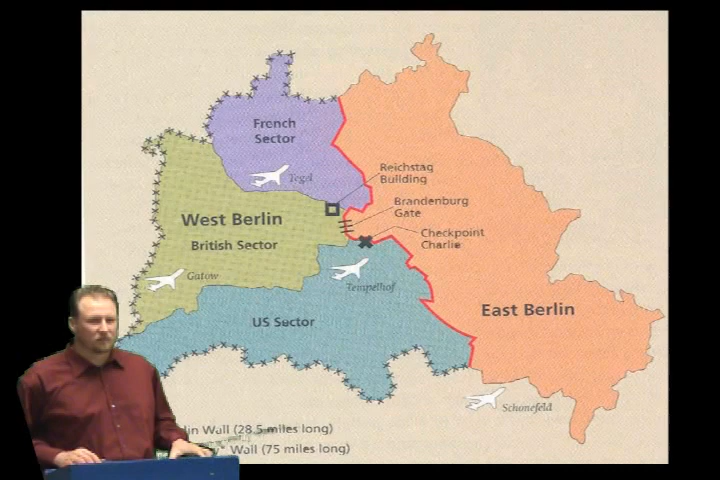 French
Sector
Tegel
Reichstag
Building
Brandenburg
Gate
West Berlin
British Sector
Checkpoint
Charlie
Gatow
Tempelhof
US Sector
East Berlin
Schonefeld
lin Wall (28.5 miles long)
Wall (75 miles long)